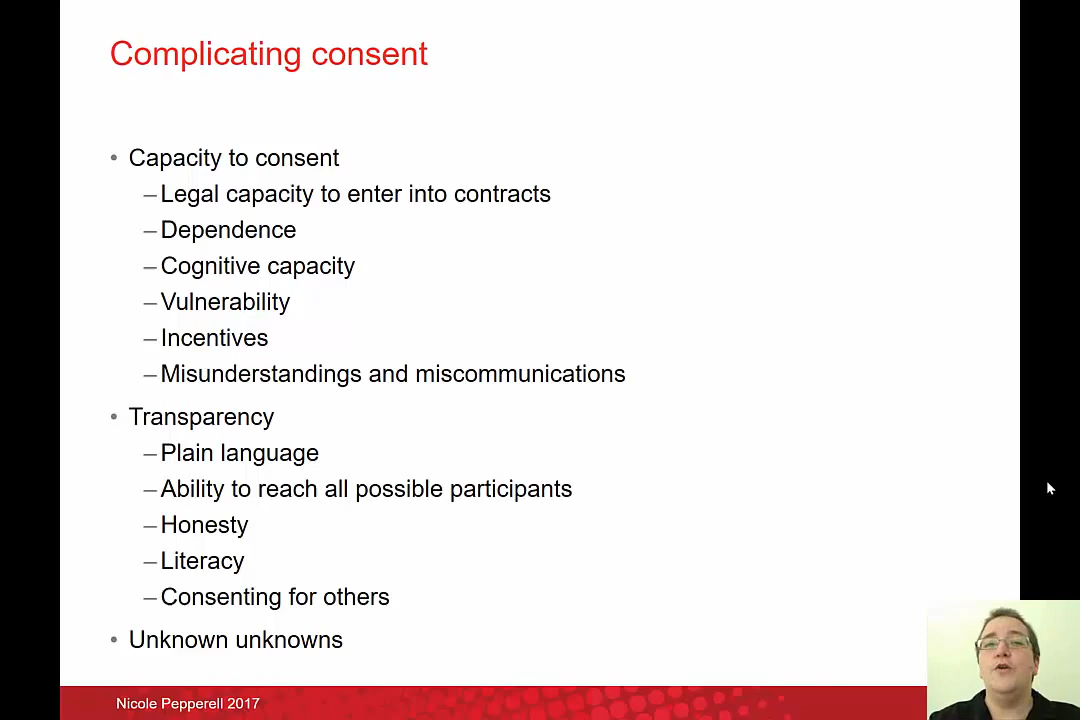 Complicating consent
• Capacity to consent
–Legal capacity to enter into contracts
–Dependence
–Cognitive capacity
–Vulnerability
–Incentives
–Misunderstandings and miscommunications
• Transparency
–Plain language
–Ability to reach all possible participants
–Honesty
–Literacy
–Consenting for others
• Unknown unknowns
Nicole Pepperell 2017